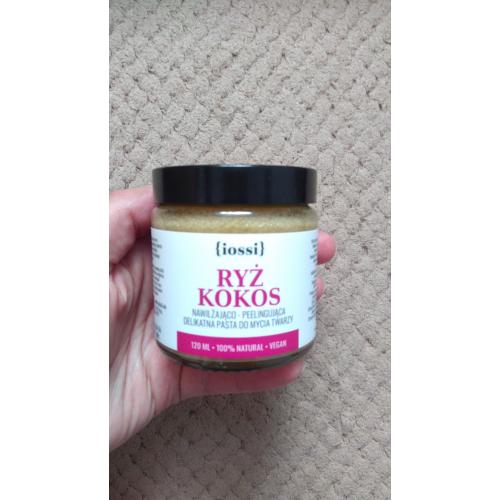 {iossi}
RYŻ
KOKOS
NAWILŻAJĄCO - PEELINGUJĄCA
DELIKATNA PASTA DO MYCIA TWARZY
120 ML • 100% NATURAL • VEGAN